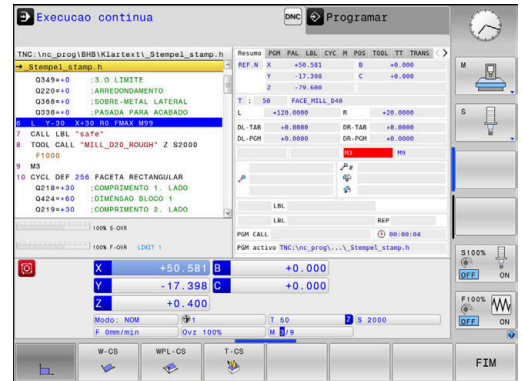 Execucao continua
DNC
Programar
TNC:\nc_prog\BHB\Klartext\_Stempel_stamp.h
→_Stempel_stamp.h
Q349=+0 ;3.O LIMITE
Q220=+0 ;ARREDONDAMENTO
Q368=+0 ;SOBRE-METAL LATERAL
Q338=+0 ;PASADA PARA ACABADO
6 L Y-30 X+30 R0 FMAX M99
7 CALL LBL "safe"
8 TOOL CALL "MILL_D20_ROUGH" Z S2000
F1000
9 M3
10 CYCL DEF 256 FACETA RECTANGULAR
Q218=+30 ;COMPRIMENTO 1. LADO
Q424=+60 ;DIMENSAO BLOCO 1
Q219=+30 ;COMPRIMENTO 2. LADO
100% S-OVR
100% F-OVR LIMIT 1
Resumo PGM PAL LBL CYC M POS TOOL TT TRANS
REF.N X +50.581 B +0.000
Y -17.398 C +0.000
Z -79.600
T : 50 FACE_MILL_D40
L +120.0000 R +20.0000
DL-TAB +0.0000 DR-TAB +0.0000
DL-PGM +0.0000 DR-PGM +0.0000
M3 M9
P#
LBL
LBL REP
PGM CALL 00:00:04
PGM activo TNC:\nc_prog\...\_Stempel_stamp.h
X +50.581 B +0.000
Y -17.398 C +0.000
Z +0.400
Modo: NOM 1 T 50 Z S 2000
F 0mm/min Ovr 100% M 3/9
W-CS WPL-CS T-CS
FIM
M
S
S100%
OFF ON
F100%
OFF ON